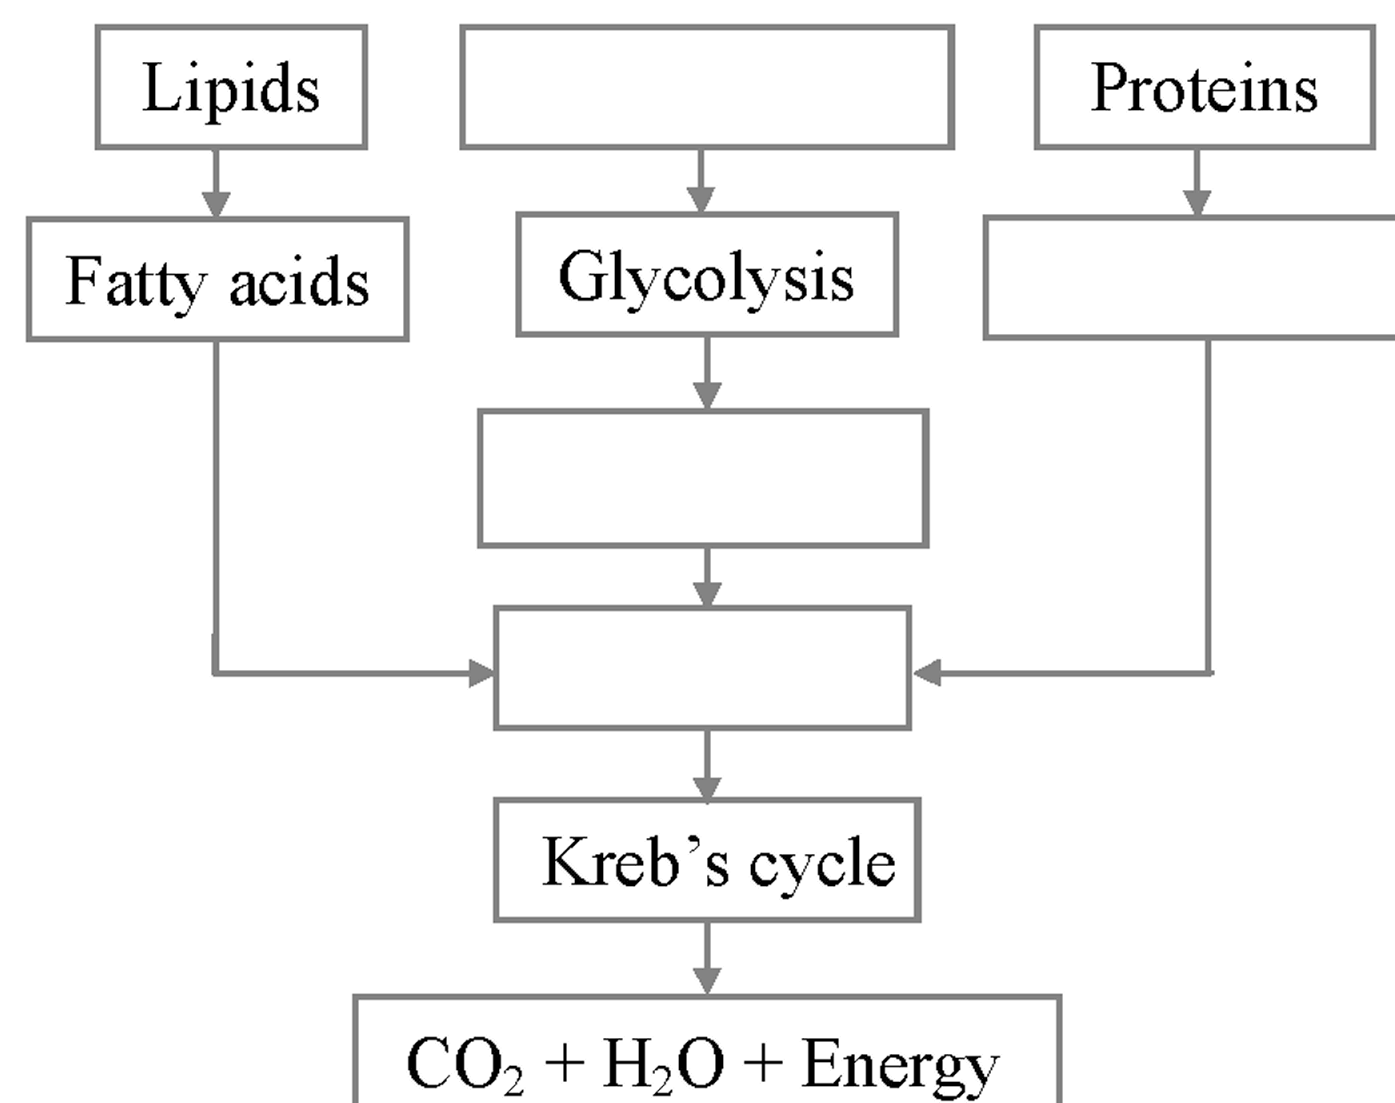 Lipids
Proteins
Fatty acids
Glycolysis
Kreb’s cycle
CO₂ + H₂O + Energy